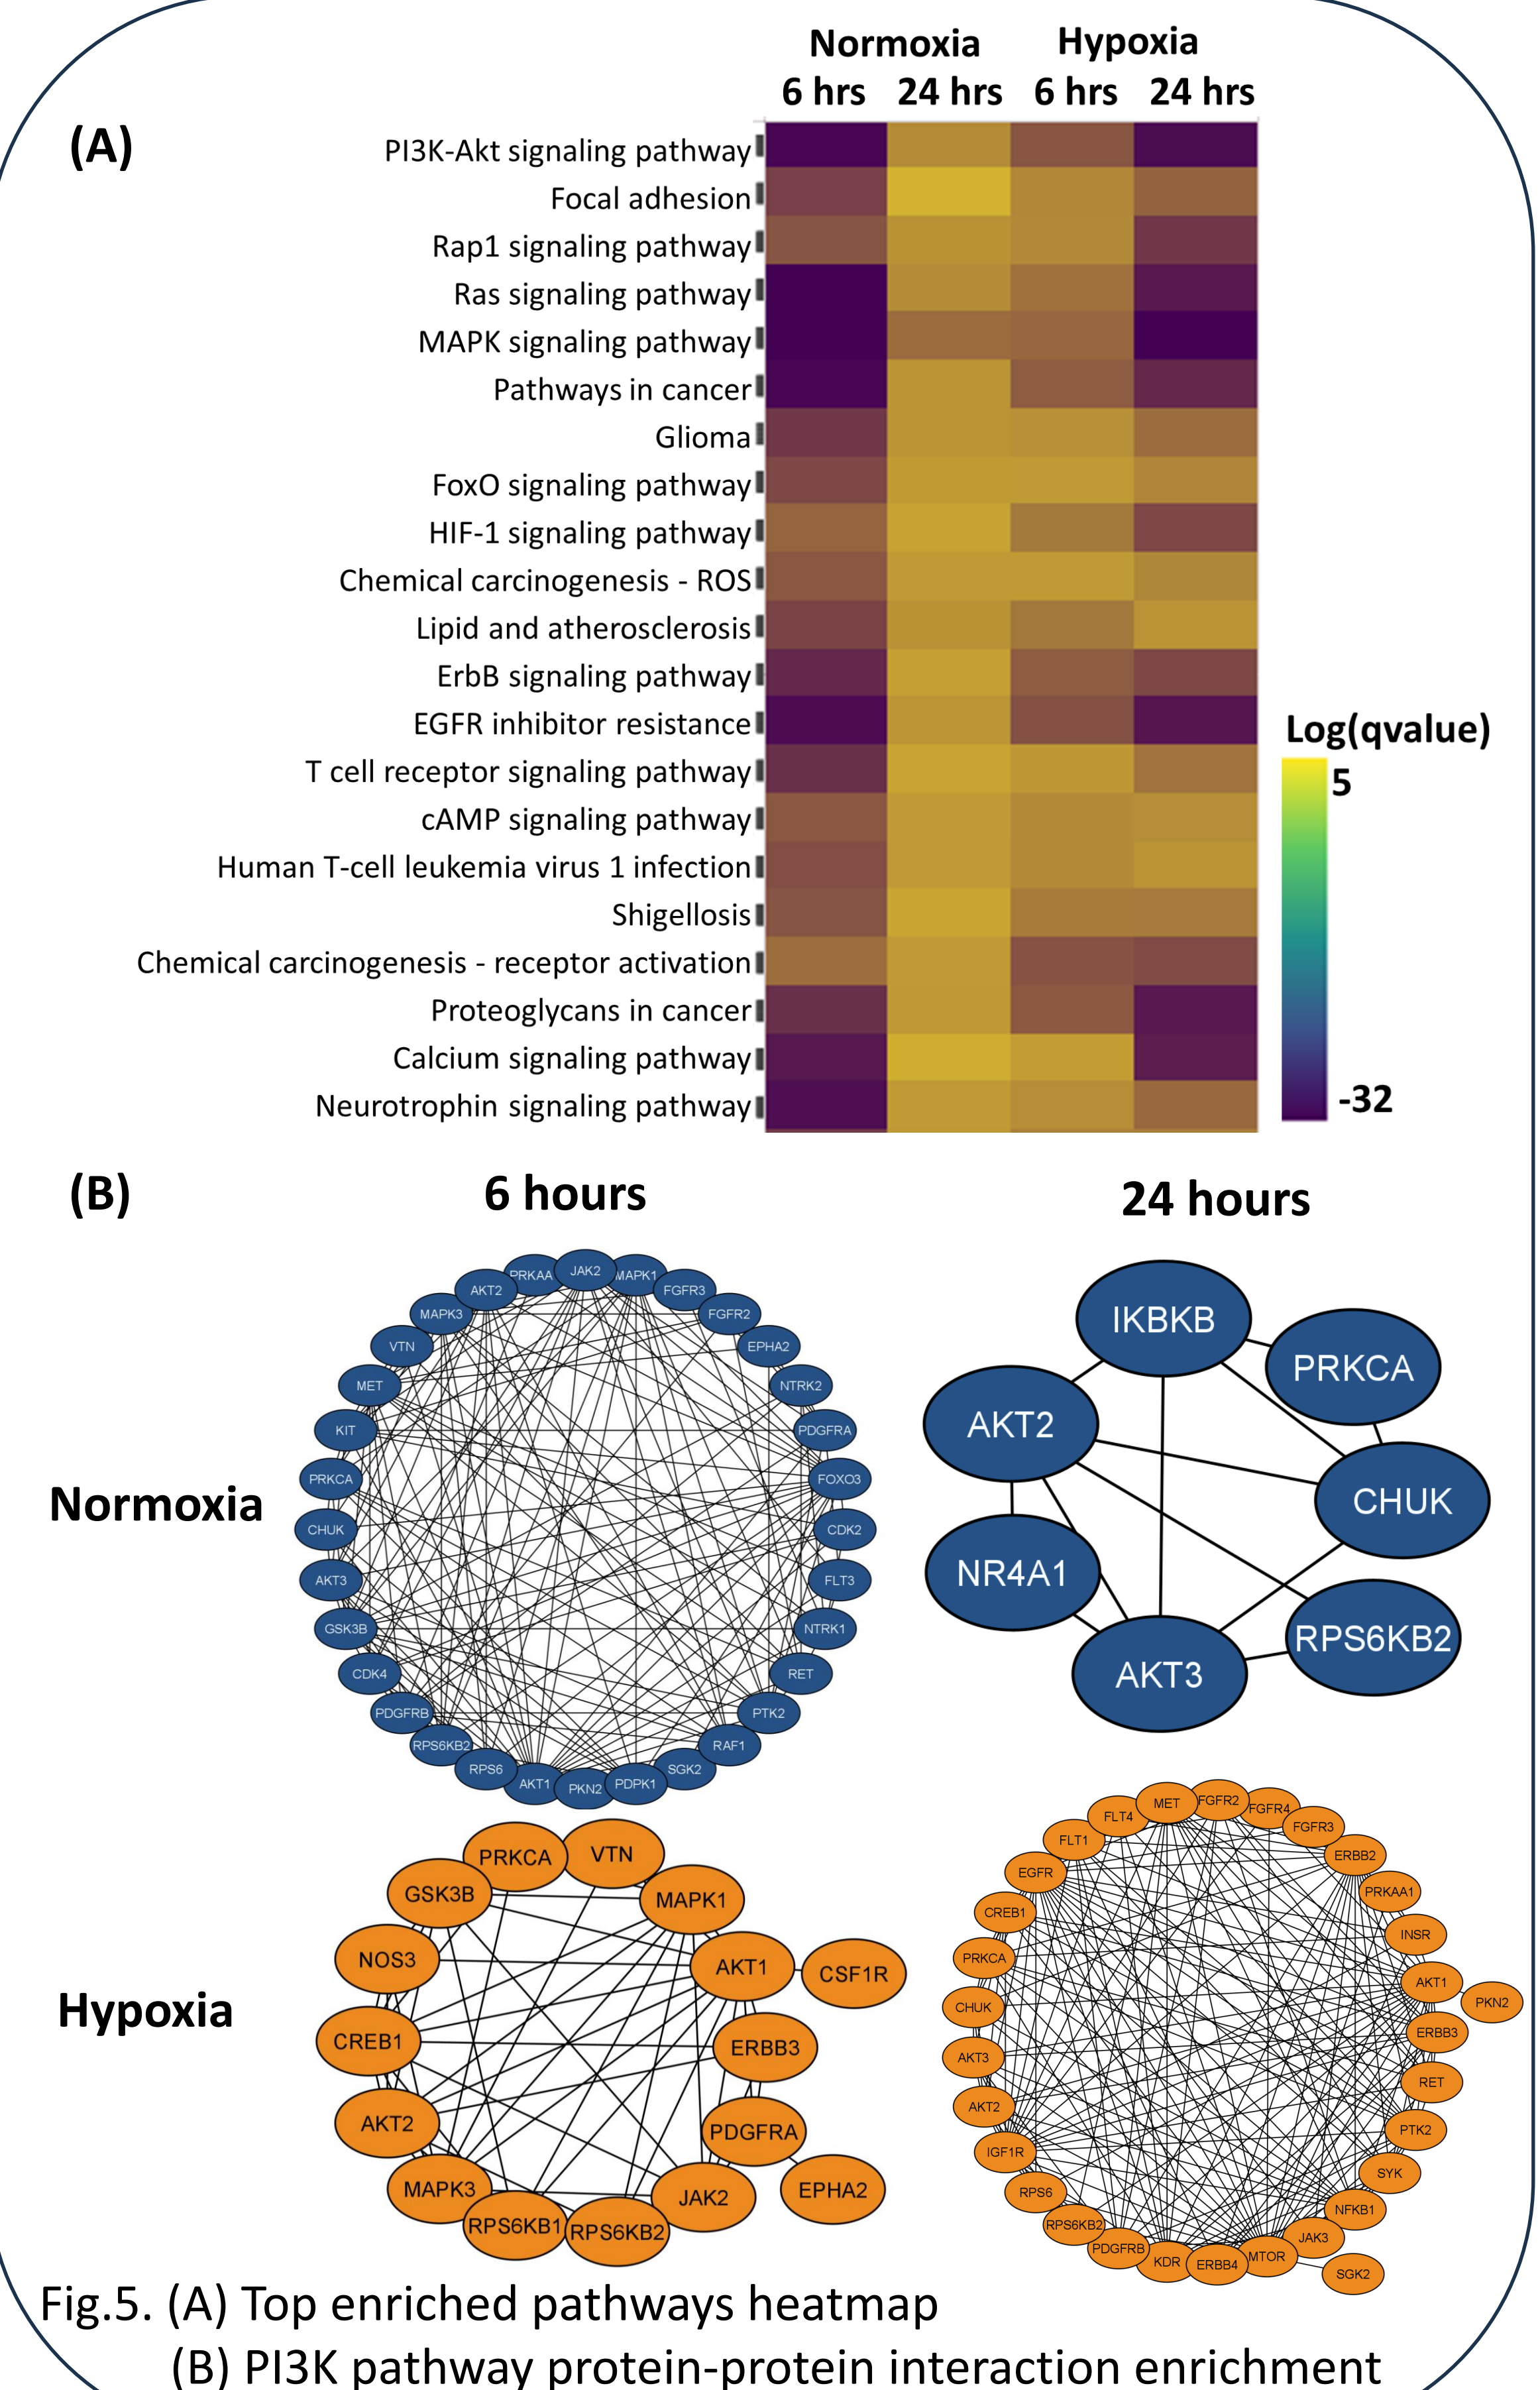 Normoxia Hypoxia
6 hrs 24 hrs 6 hrs 24 hrs
(A)
PI3K-Akt signaling pathway
Focal adhesion
Rap1 signaling pathway
Ras signaling pathway
MAPK signaling pathway
Pathways in cancer
Glioma
FoxO signaling pathway
HIF-1 signaling pathway
Chemical carcinogenesis - ROS
Lipid and atherosclerosis
ErbB signaling pathway
EGFR inhibitor resistance
T cell receptor signaling pathway
cAMP signaling pathway
Human T-cell leukemia virus 1 infection
Shigellosis
Chemical carcinogenesis - receptor activation
Proteoglycans in cancer
Calcium signaling pathway
Neurotrophin signaling pathway
Log(qvalue)
5
-32
(B)
6 hours
24 hours
Normoxia
JAK2
MAPK1
FGFR3
FGFR2
EPHA2
NTRK2
PDGFRA
FOXO3
CDK2
FLT3
NTRK1
RET
PTK2
RAF1
SGK2
PDPK1
PKN2
AKT1
RPS6
RPS6KB2
PDGFRB
CDK4
GSK3B
AKT3
CHUK
PRKCA
KIT
MET
VTN
MAPK3
AKT2
PRKAA
IKBKB
PRKCA
AKT2
CHUK
NR4A1
RPS6KB2
AKT3
Hypoxia
PRKCA
VTN
GSK3B
MAPK1
NOS3
AKT1
CSF1R
CREB1
ERBB3
AKT2
PDGFRA
MAPK3
JAK2
EPHA2
RPS6KB1
RPS6KB2
MET
FGFR2
FGFR4
FGFR3
ERBB2
PRKAA1
INSR
AKT1
PKN2
ERBB3
RET
PTK2
SYK
NFKB1
JAK3
SGK2
MTOR
ERBB4
KDR
PDGFRB
RPS6KB2
RPS6
IGF1R
AKT2
AKT3
CHUK
PRKCA
CREB1
EGFR
FLT1
FLT4
Fig.5. (A) Top enriched pathways heatmap
(B) PI3K pathway protein-protein interaction enrichment